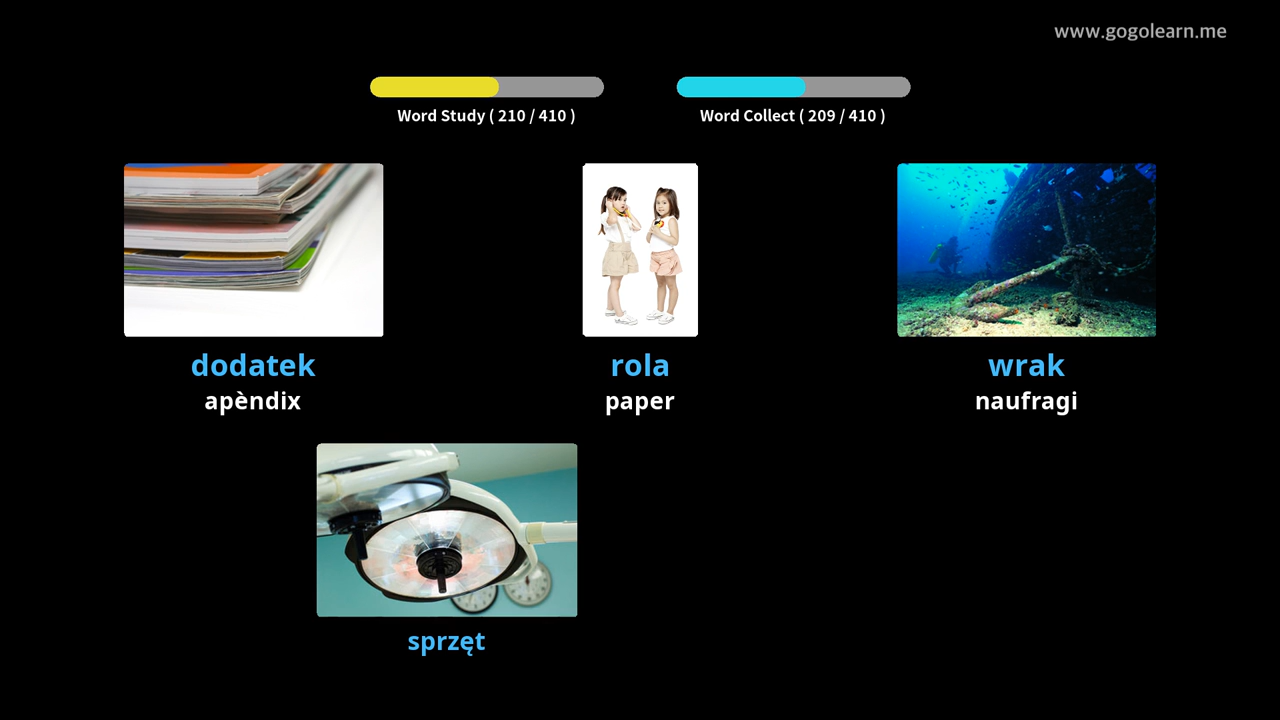 www.gogolearn.me
Word Study ( 210 / 410 )
Word Collect ( 209 / 410 )
dodatek
apèndix
rola
paper
wrak
naufragi
sprzęt